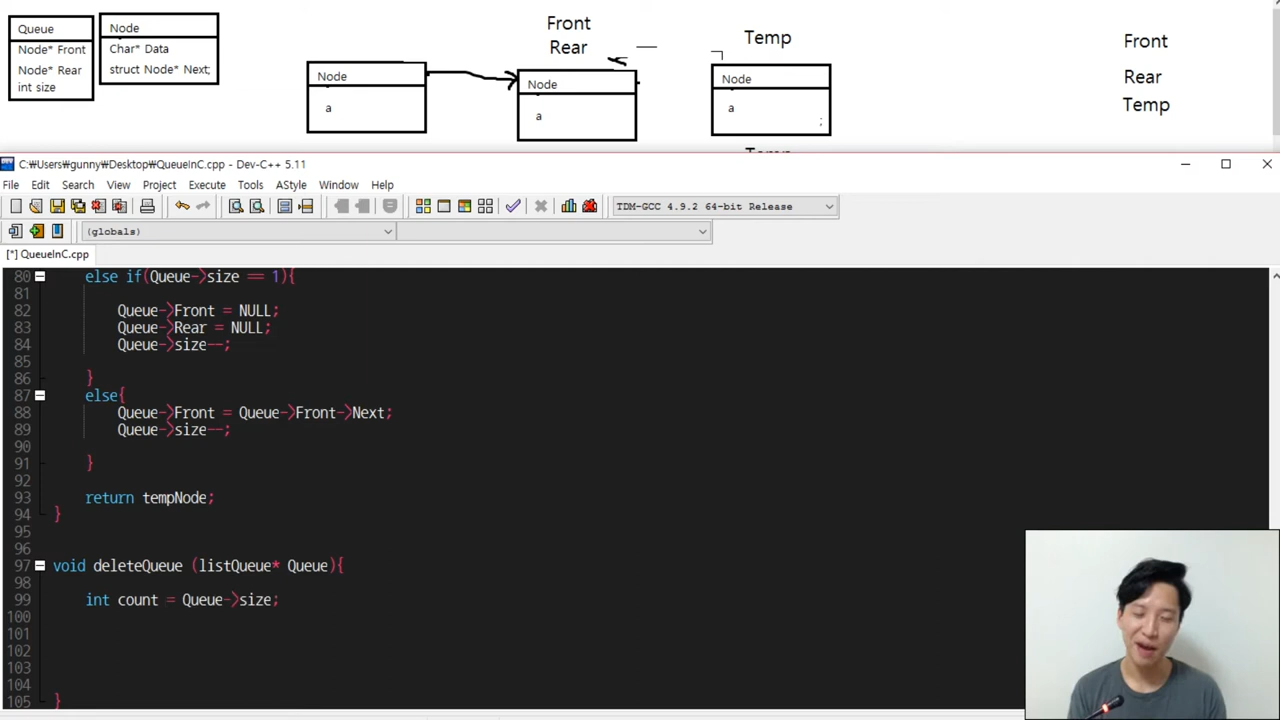 Queue
Node* Front
Node* Rear
int size
Node
Char* Data
struct Node* Next;
Node
a
Front
Rear
Node
a
Temp
Node
a
;
Front
Rear
Temp
C:₩Users₩gunny₩Desktop₩QueueInC.cpp - Dev-C++ 5.11
File Edit Search View Project Execute Tools AStyle Window Help
TDM-GCC 4.9.2 64-bit Release
(globals)
[*] QueueInC.cpp
80 else if(Queue->size == 1){
81
82 Queue->Front = NULL;
83 Queue->Rear = NULL;
84 Queue->size--;
85
86 }
87 else{
88 Queue->Front = Queue->Front->Next;
89 Queue->size--;
90
91 }
92
93 return tempNode;
94 }
95
96
97 void deleteQueue (listQueue* Queue){
98
99 int count = Queue->size;
100
101
102
103
104
105 }